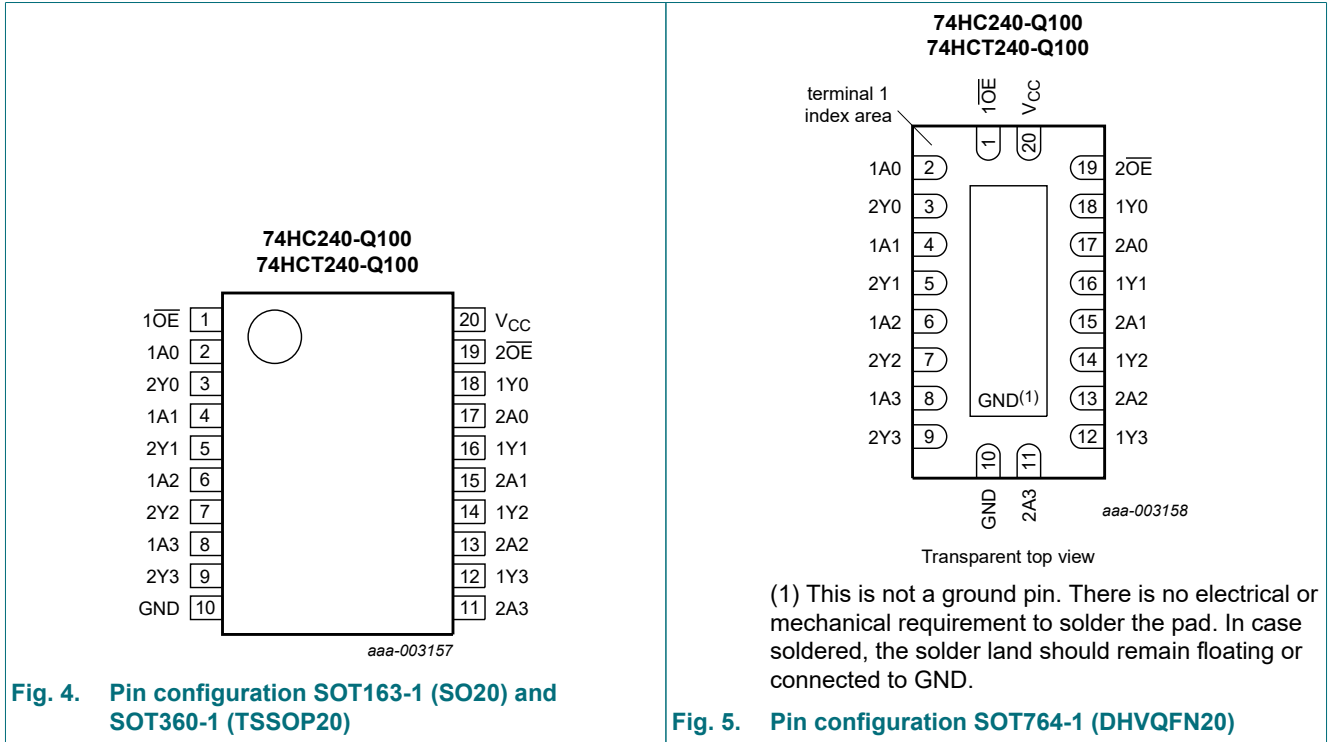 74HC240-Q100
74HCT240-Q100
1OE 1
1A0 2
2Y0 3
1A1 4
2Y1 5
1A2 6
2Y2 7
1A3 8
2Y3 9
GND 10
20 VCC
19 2OE
18 1Y0
17 2A0
16 1Y1
15 2A1
14 1Y2
13 2A2
12 1Y3
11 2A3
aaa-003157
Fig. 4. Pin configuration SOT163-1 (SO20) and
SOT360-1 (TSSOP20)
74HC240-Q100
74HCT240-Q100
terminal 1
index area
1OE
VCC
1
20
1A0 2
2Y0 3
1A1 4
2Y1 5
1A2 6
2Y2 7
1A3 8
2Y3 9
GND(1)
19 2OE
18 1Y0
17 2A0
16 1Y1
15 2A1
14 1Y2
13 2A2
12 1Y3
10
11
GND
2A3
aaa-003158
Transparent top view
(1) This is not a ground pin. There is no electrical or
mechanical requirement to solder the pad. In case
soldered, the solder land should remain floating or
connected to GND.
Fig. 5. Pin configuration SOT764-1 (DHVQFN20)